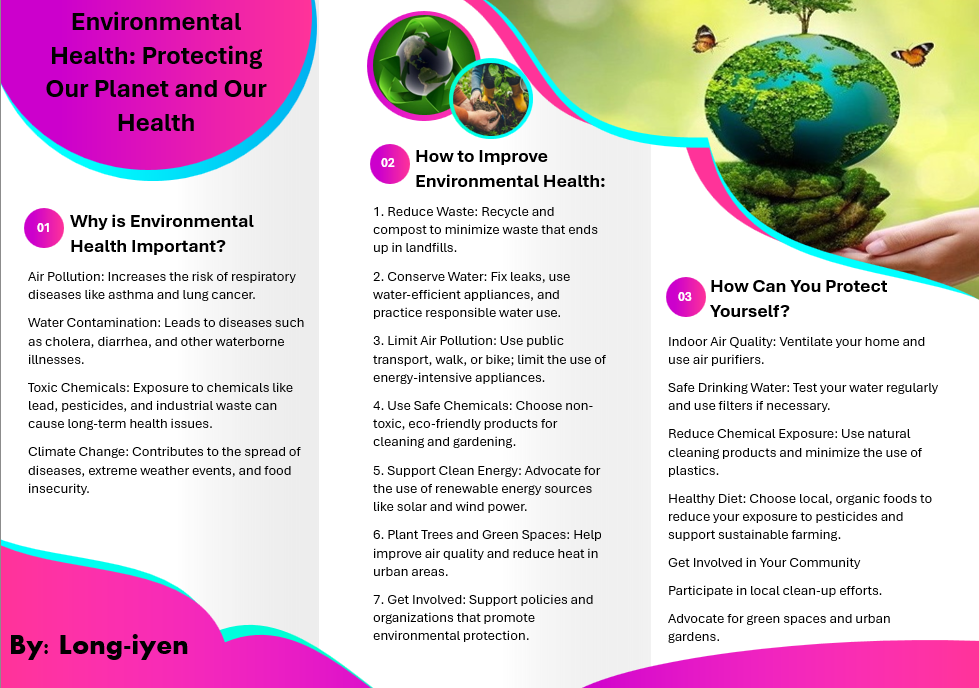 Environmental
Health: Protecting
Our Planet and Our
Health
01
Why is Environmental
Health Important?
Air Pollution: Increases the risk of respiratory
diseases like asthma and lung cancer.
Water Contamination: Leads to diseases such
as cholera, diarrhea, and other waterborne
illnesses.
Toxic Chemicals: Exposure to chemicals like
lead, pesticides, and industrial waste can
cause long-term health issues.
Climate Change: Contributes to the spread of
diseases, extreme weather events, and food
insecurity.
By: Long-iyen
02
How to Improve
Environmental Health:
1. Reduce Waste: Recycle and
compost to minimize waste that ends
up in landfills.
2. Conserve Water: Fix leaks, use
water-efficient appliances, and
practice responsible water use.
3. Limit Air Pollution: Use public
transport, walk, or bike; limit the use of
energy-intensive appliances.
4. Use Safe Chemicals: Choose non-
toxic, eco-friendly products for
cleaning and gardening.
5. Support Clean Energy: Advocate for
the use of renewable energy sources
like solar and wind power.
6. Plant Trees and Green Spaces: Help
improve air quality and reduce heat in
urban areas.
7. Get Involved: Support policies and
organizations that promote
environmental protection.
03
How Can You Protect
Yourself?
Indoor Air Quality: Ventilate your home and
use air purifiers.
Safe Drinking Water: Test your water regularly
and use filters if necessary.
Reduce Chemical Exposure: Use natural
cleaning products and minimize the use of
plastics.
Healthy Diet: Choose local, organic foods to
reduce your exposure to pesticides and
support sustainable farming.
Get Involved in Your Community
Participate in local clean-up efforts.
Advocate for green spaces and urban
gardens.